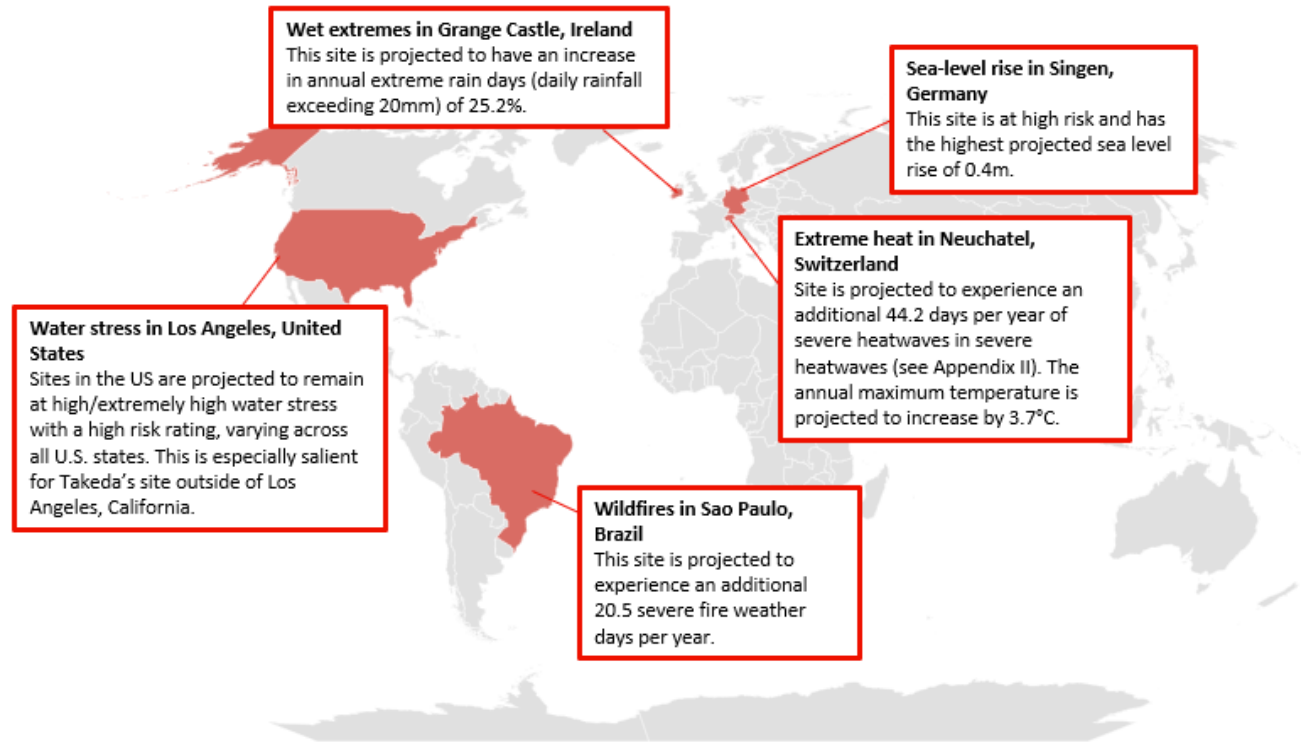 Wet extremes in Grange Castle, Ireland
This site is projected to have an increase
in annual extreme rain days (daily rainfall
exceeding 20mm) of 25.2%.
Sea-level rise in Singen,
Germany
This site is at high risk and has
the highest projected sea level
rise of 0.4m.
Extreme heat in Neuchatel,
Switzerland
Site is projected to experience an
additional 44.2 days per year of
severe heatwaves in severe
heatwaves (see Appendix II). The
annual maximum temperature is
projected to increase by 3.7°C.
Water stress in Los Angeles, United
States
Sites in the US are projected to remain
at high/extremely high water stress
with a high risk rating, varying across
all U.S. states. This is especially salient
for Takeda’s site outside of Los
Angeles, California.
Wildfires in Sao Paulo,
Brazil
This site is projected to
experience an additional
20.5 severe fire weather
days per year.